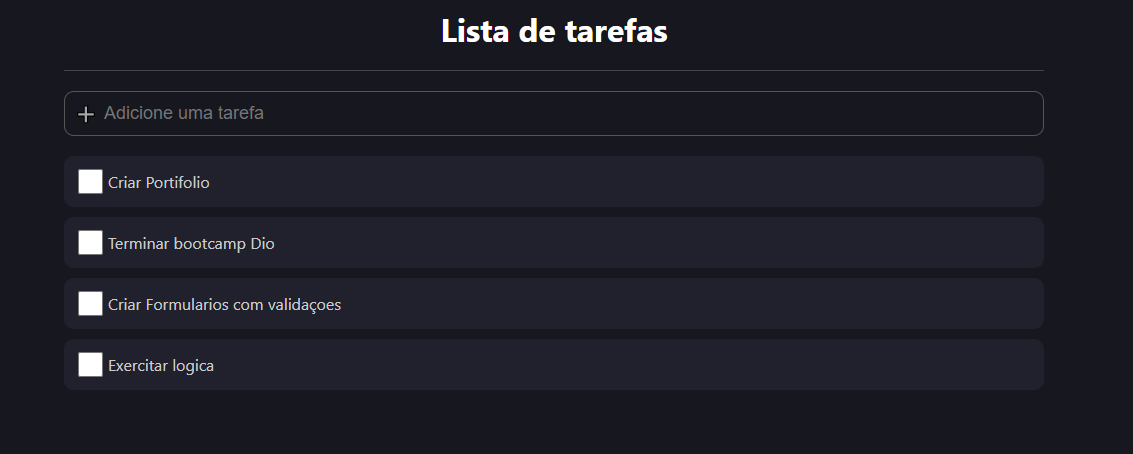 Lista de tarefas
Adicione uma tarefa
Criar Portifolio
Terminar bootcamp Dio
Criar Formularios com validaçoes
Exercitar logica